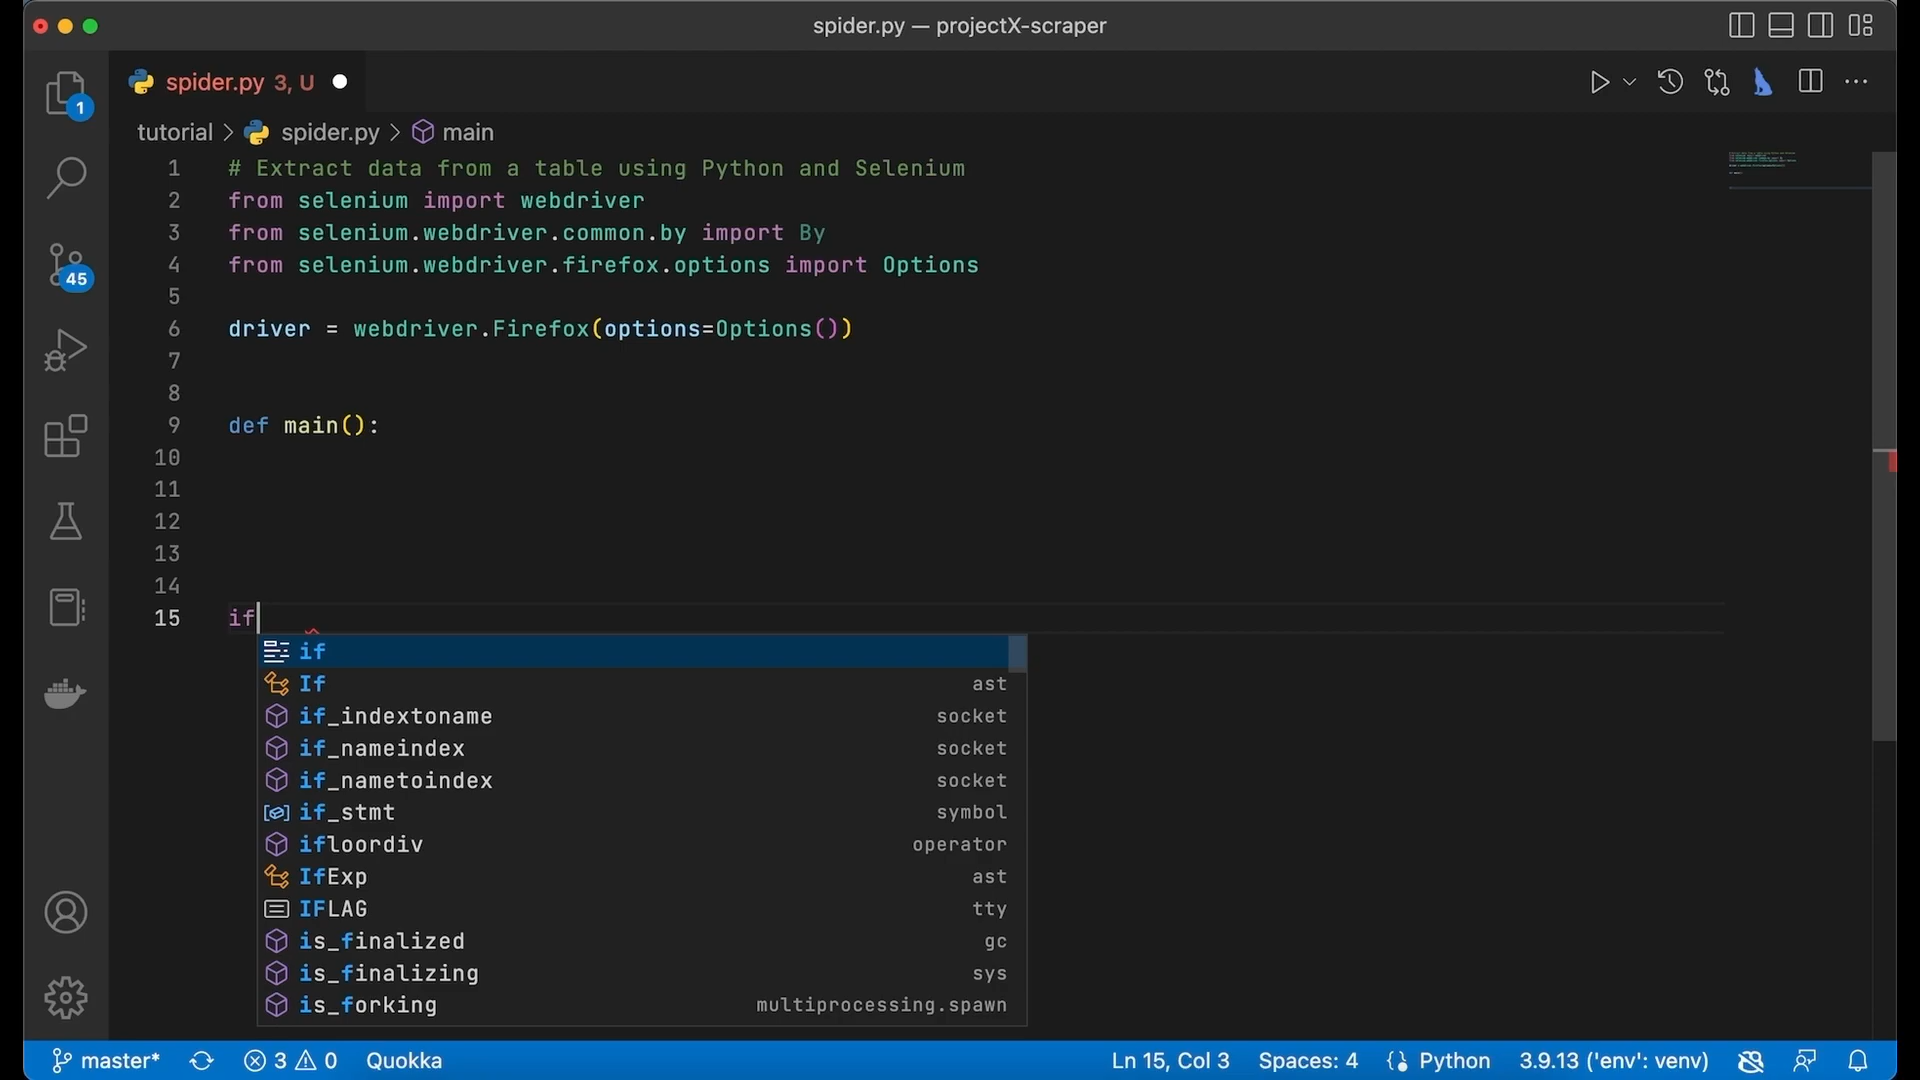 spider.py — projectX-scraper
spider.py 3, U
1
tutorial > spider.py > main
1 # Extract data from a table using Python and Selenium
2 from selenium import webdriver
3 from selenium.webdriver.common.by import By
4 from selenium.webdriver.firefox.options import Options
5
6 driver = webdriver.Firefox(options=Options())
7
8
9 def main():
10
11
12
13
14
15 if
45
if
If ast
if_indextoname socket
if_nameindex socket
if_nametoindex socket
if_stmt symbol
ifloordiv operator
IfExp ast
IFLAG tty
is_finalized gc
is_finalizing sys
is_forking multiprocessing.spawn
master* 3 0 Quokka Ln 15, Col 3 Spaces: 4 Python 3.9.13 ('env': venv)